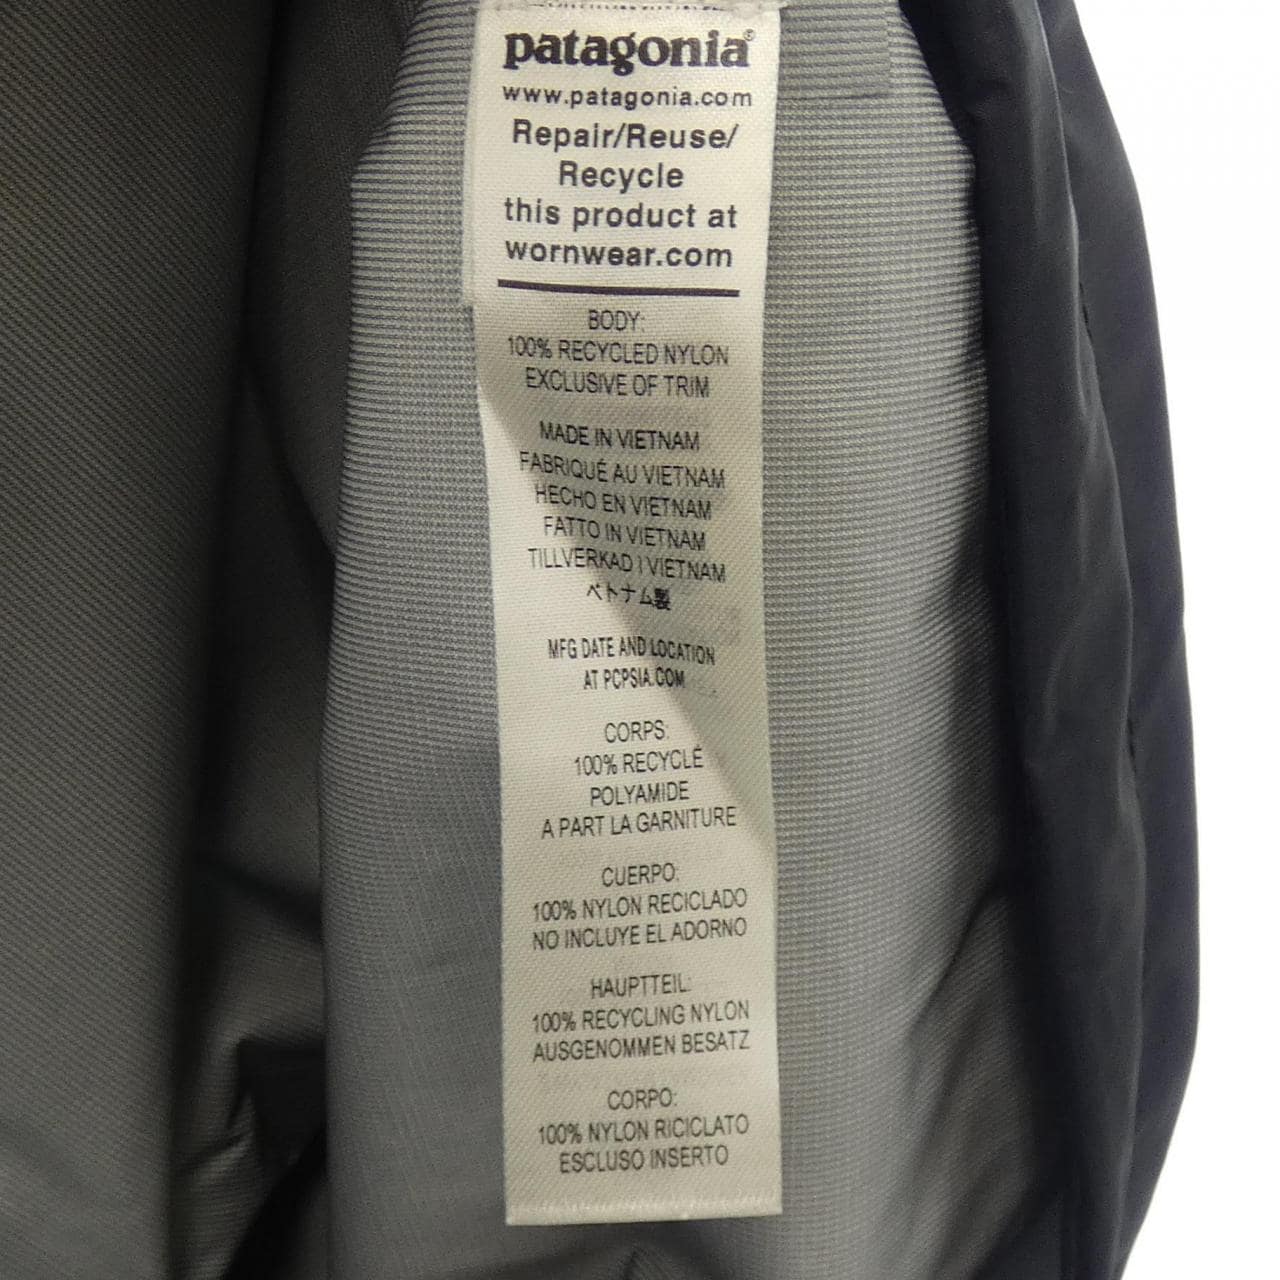 patagonia®
www.patagonia.com
Repair/Reuse/
Recycle
this product at
wornwear.com
BODY:
100% RECYCLED NYLON
EXCLUSIVE OF TRIM
MADE IN VIETNAM
FABRIQUÉ AU VIETNAM
HECHO EN VIETNAM
FATTO IN VIETNAM
TILLVERKAD I VIETNAM
ベトナム製
MFG DATE AND LOCATION
AT PCPSIA.COM
CORPS:
100% RECYCLÉ
POLYAMIDE
A PART LA GARNITURE
CUERPO:
100% NYLON RECICLADO
NO INCLUYE EL ADORNO
HAUPTTEIL:
100% RECYCLING NYLON
AUSGENOMMEN BESATZ
CORPO:
100% NYLON RICICLATO
ESCLUSO INSERTO